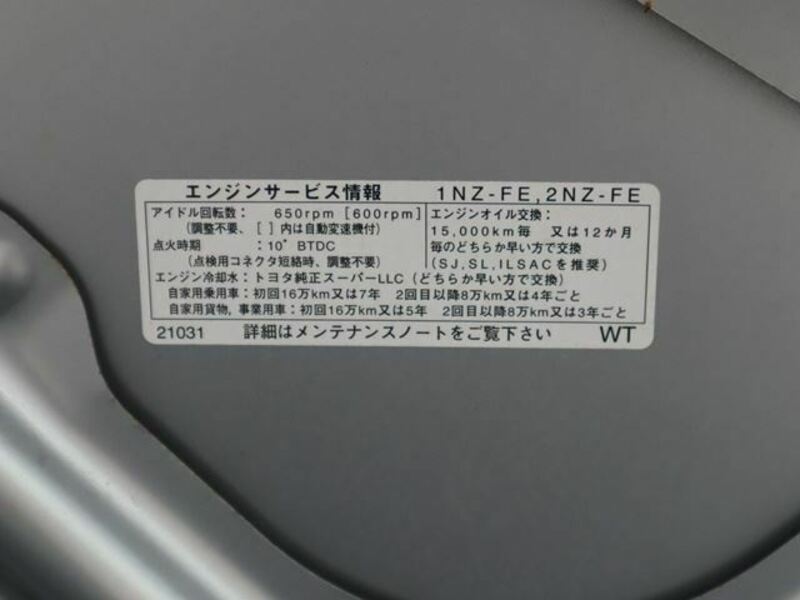 エンジンサービス情報　1NZ-FE,2NZ-FE
アイドル回転数：　650rpm [600rpm]
(調整不要、[　]内は自動変速機付)
点火時期　　：10°BTDC
(点検用コネクタ短絡時、調整不要)
エンジンオイル交換：
15,000km毎　又は12か月
毎のどちらか早い方で交換
(SJ,SL,ILSACを推奨)
エンジン冷却水：トヨタ純正スーパーLLC (どちらか早い方で交換)
自家用乗用車：初回16万km又は7年　2回目以降8万km又は4年ごと
自家用貨物,事業用車：初回16万km又は5年　2回目以降8万km又は3年ごと
21031　詳細はメンテナンスノートをご覧下さい　WT